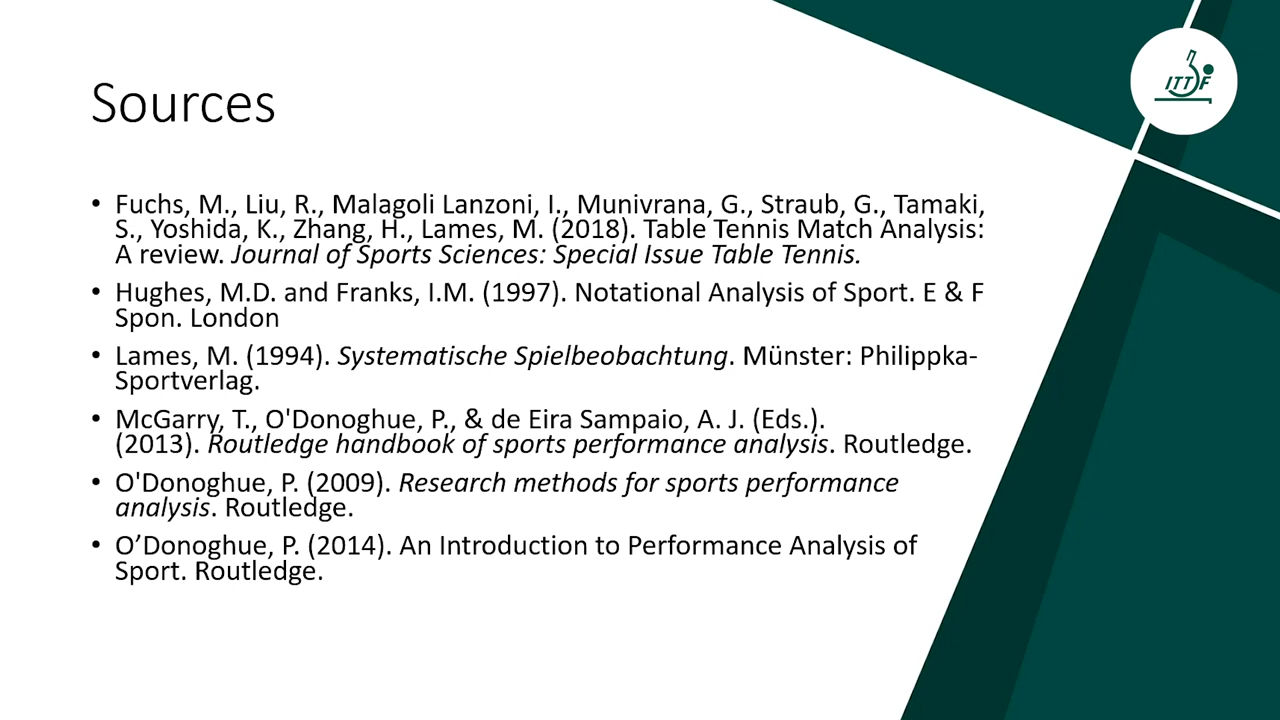 ITTF
Sources
• Fuchs, M., Liu, R., Malagoli Lanzoni, I., Munivrana, G., Straub, G., Tamaki,
S., Yoshida, K., Zhang, H., Lames, M. (2018). Table Tennis Match Analysis:
A review. Journal of Sports Sciences: Special Issue Table Tennis.
• Hughes, M.D. and Franks, I.M. (1997). Notational Analysis of Sport. E & F
Spon. London
• Lames, M. (1994). Systematische Spielbeobachtung. Münster: Philippka-
Sportverlag.
• McGarry, T., O'Donoghue, P., & de Eira Sampaio, A. J. (Eds.).
(2013). Routledge handbook of sports performance analysis. Routledge.
• O'Donoghue, P. (2009). Research methods for sports performance
analysis. Routledge.
• O’Donoghue, P. (2014). An Introduction to Performance Analysis of
Sport. Routledge.